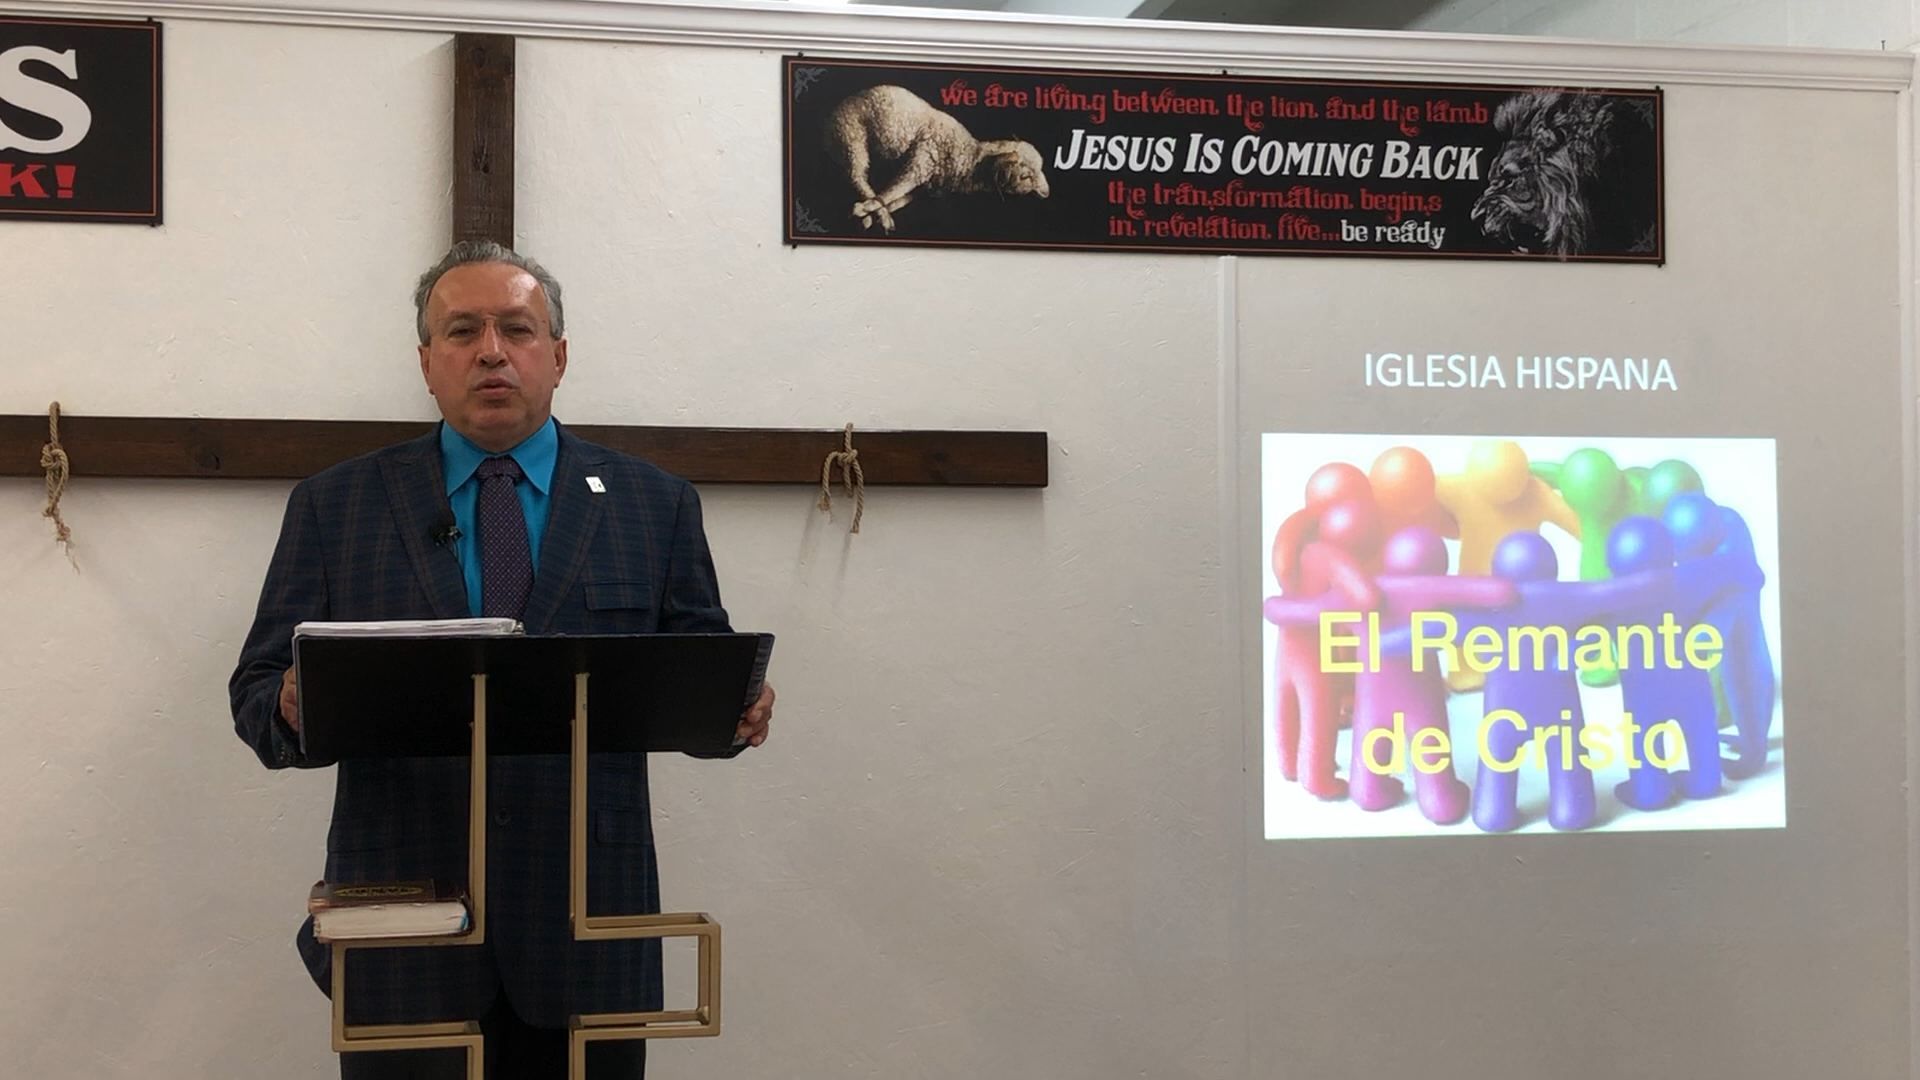 S
K!
we are living between the lion and the lamb
JESUS IS COMING BACK
the transformation begins
in revelation five...be ready
IGLESIA HISPANA
El Remante
de Cristo